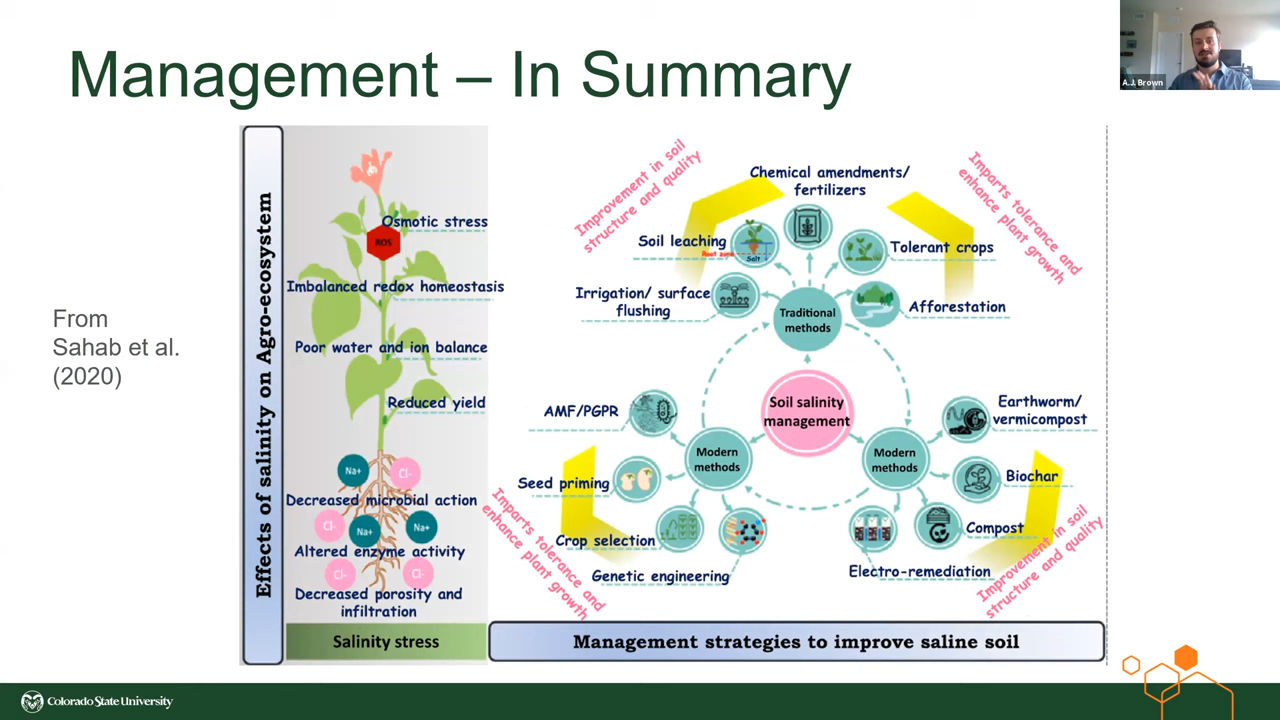 Management – In Summary
A.J. Brown
From
Sahab et al.
(2020)
Effects of salinity on Agro-ecosystem
Osmotic stress
ROS
Imbalanced redox homeostasis
Poor water and ion balance
Reduced yield
Na+
Cl-
Decreased microbial action
Cl-
Na+
Na+
Altered enzyme activity
Cl-
Cl-
Decreased porosity and
infiltration
Salinity stress
Improvement in soil
structure and quality
Chemical amendments/
fertilizers
Imparts tolerance and
enhance plant growth
Soil leaching
Root zone
Salt
Tolerant crops
Irrigation/ surface
flushing
Traditional
methods
Afforestation
Soil salinity
management
AMF/PGPR
Modern
methods
Seed priming
Crop selection
Genetic engineering
Imparts tolerance and
enhance plant growth
Modern
methods
Earthworm/
vermicompost
Biochar
Compost
Electro-remediation
Improvement in soil
structure and quality
Management strategies to improve saline soil
Colorado State University